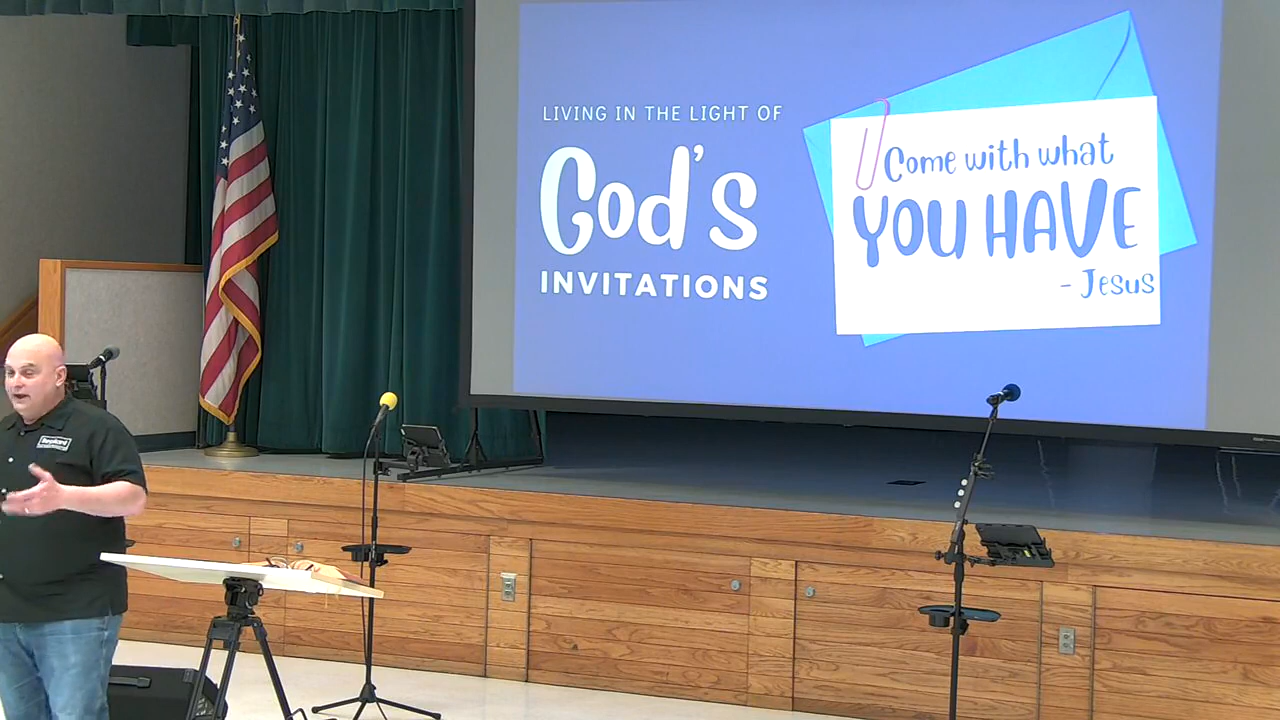 LIVING IN THE LIGHT OF
God's
INVITATIONS
Come with what
YOU HAVE
- Jesus